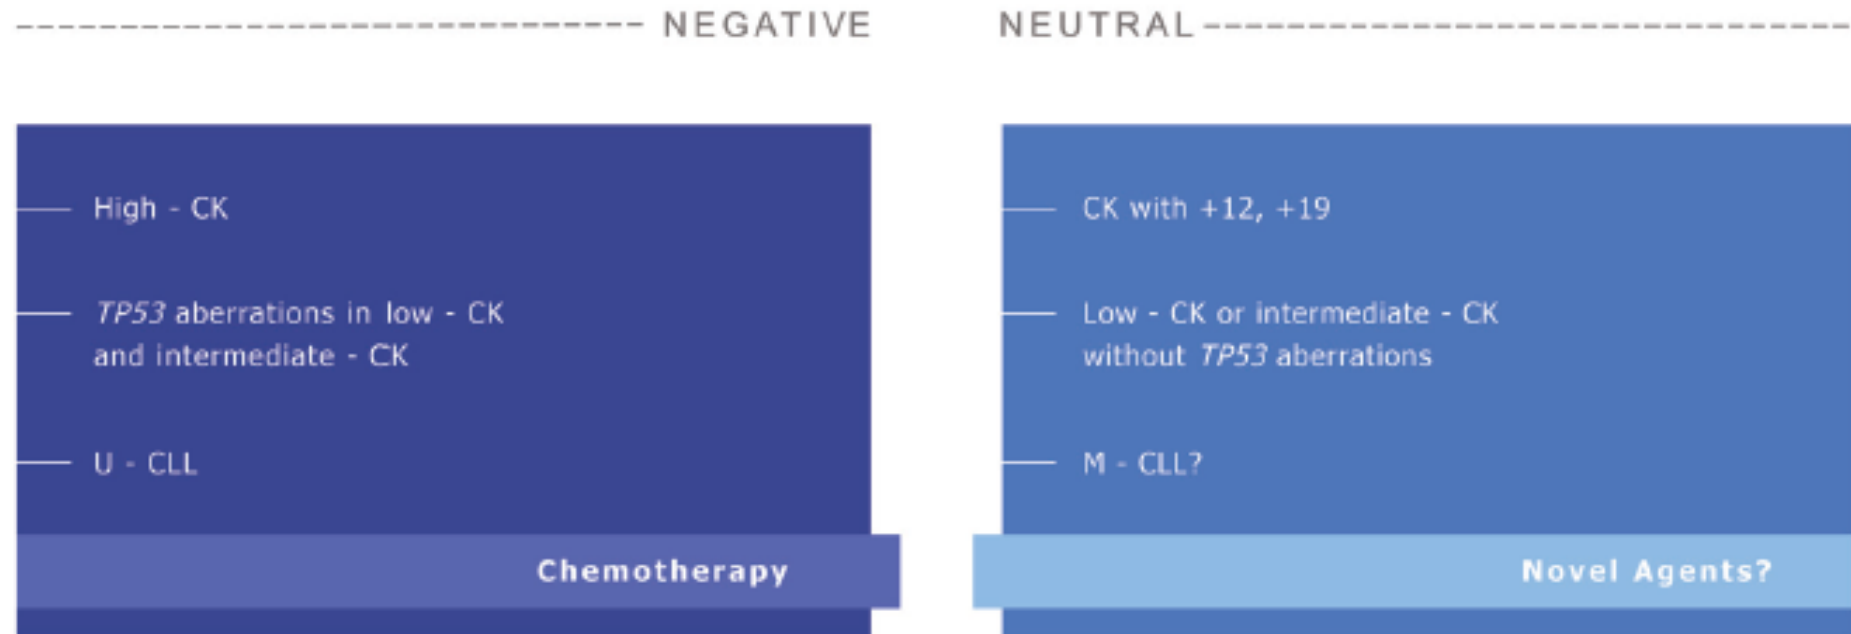 NEGATIVE
High - CK
TP53 aberrations in low - CK
and intermediate - CK
U - CLL
Chemotherapy
NEUTRAL
CK with +12, +19
Low - CK or intermediate - CK
without TP53 aberrations
M - CLL?
Novel Agents?